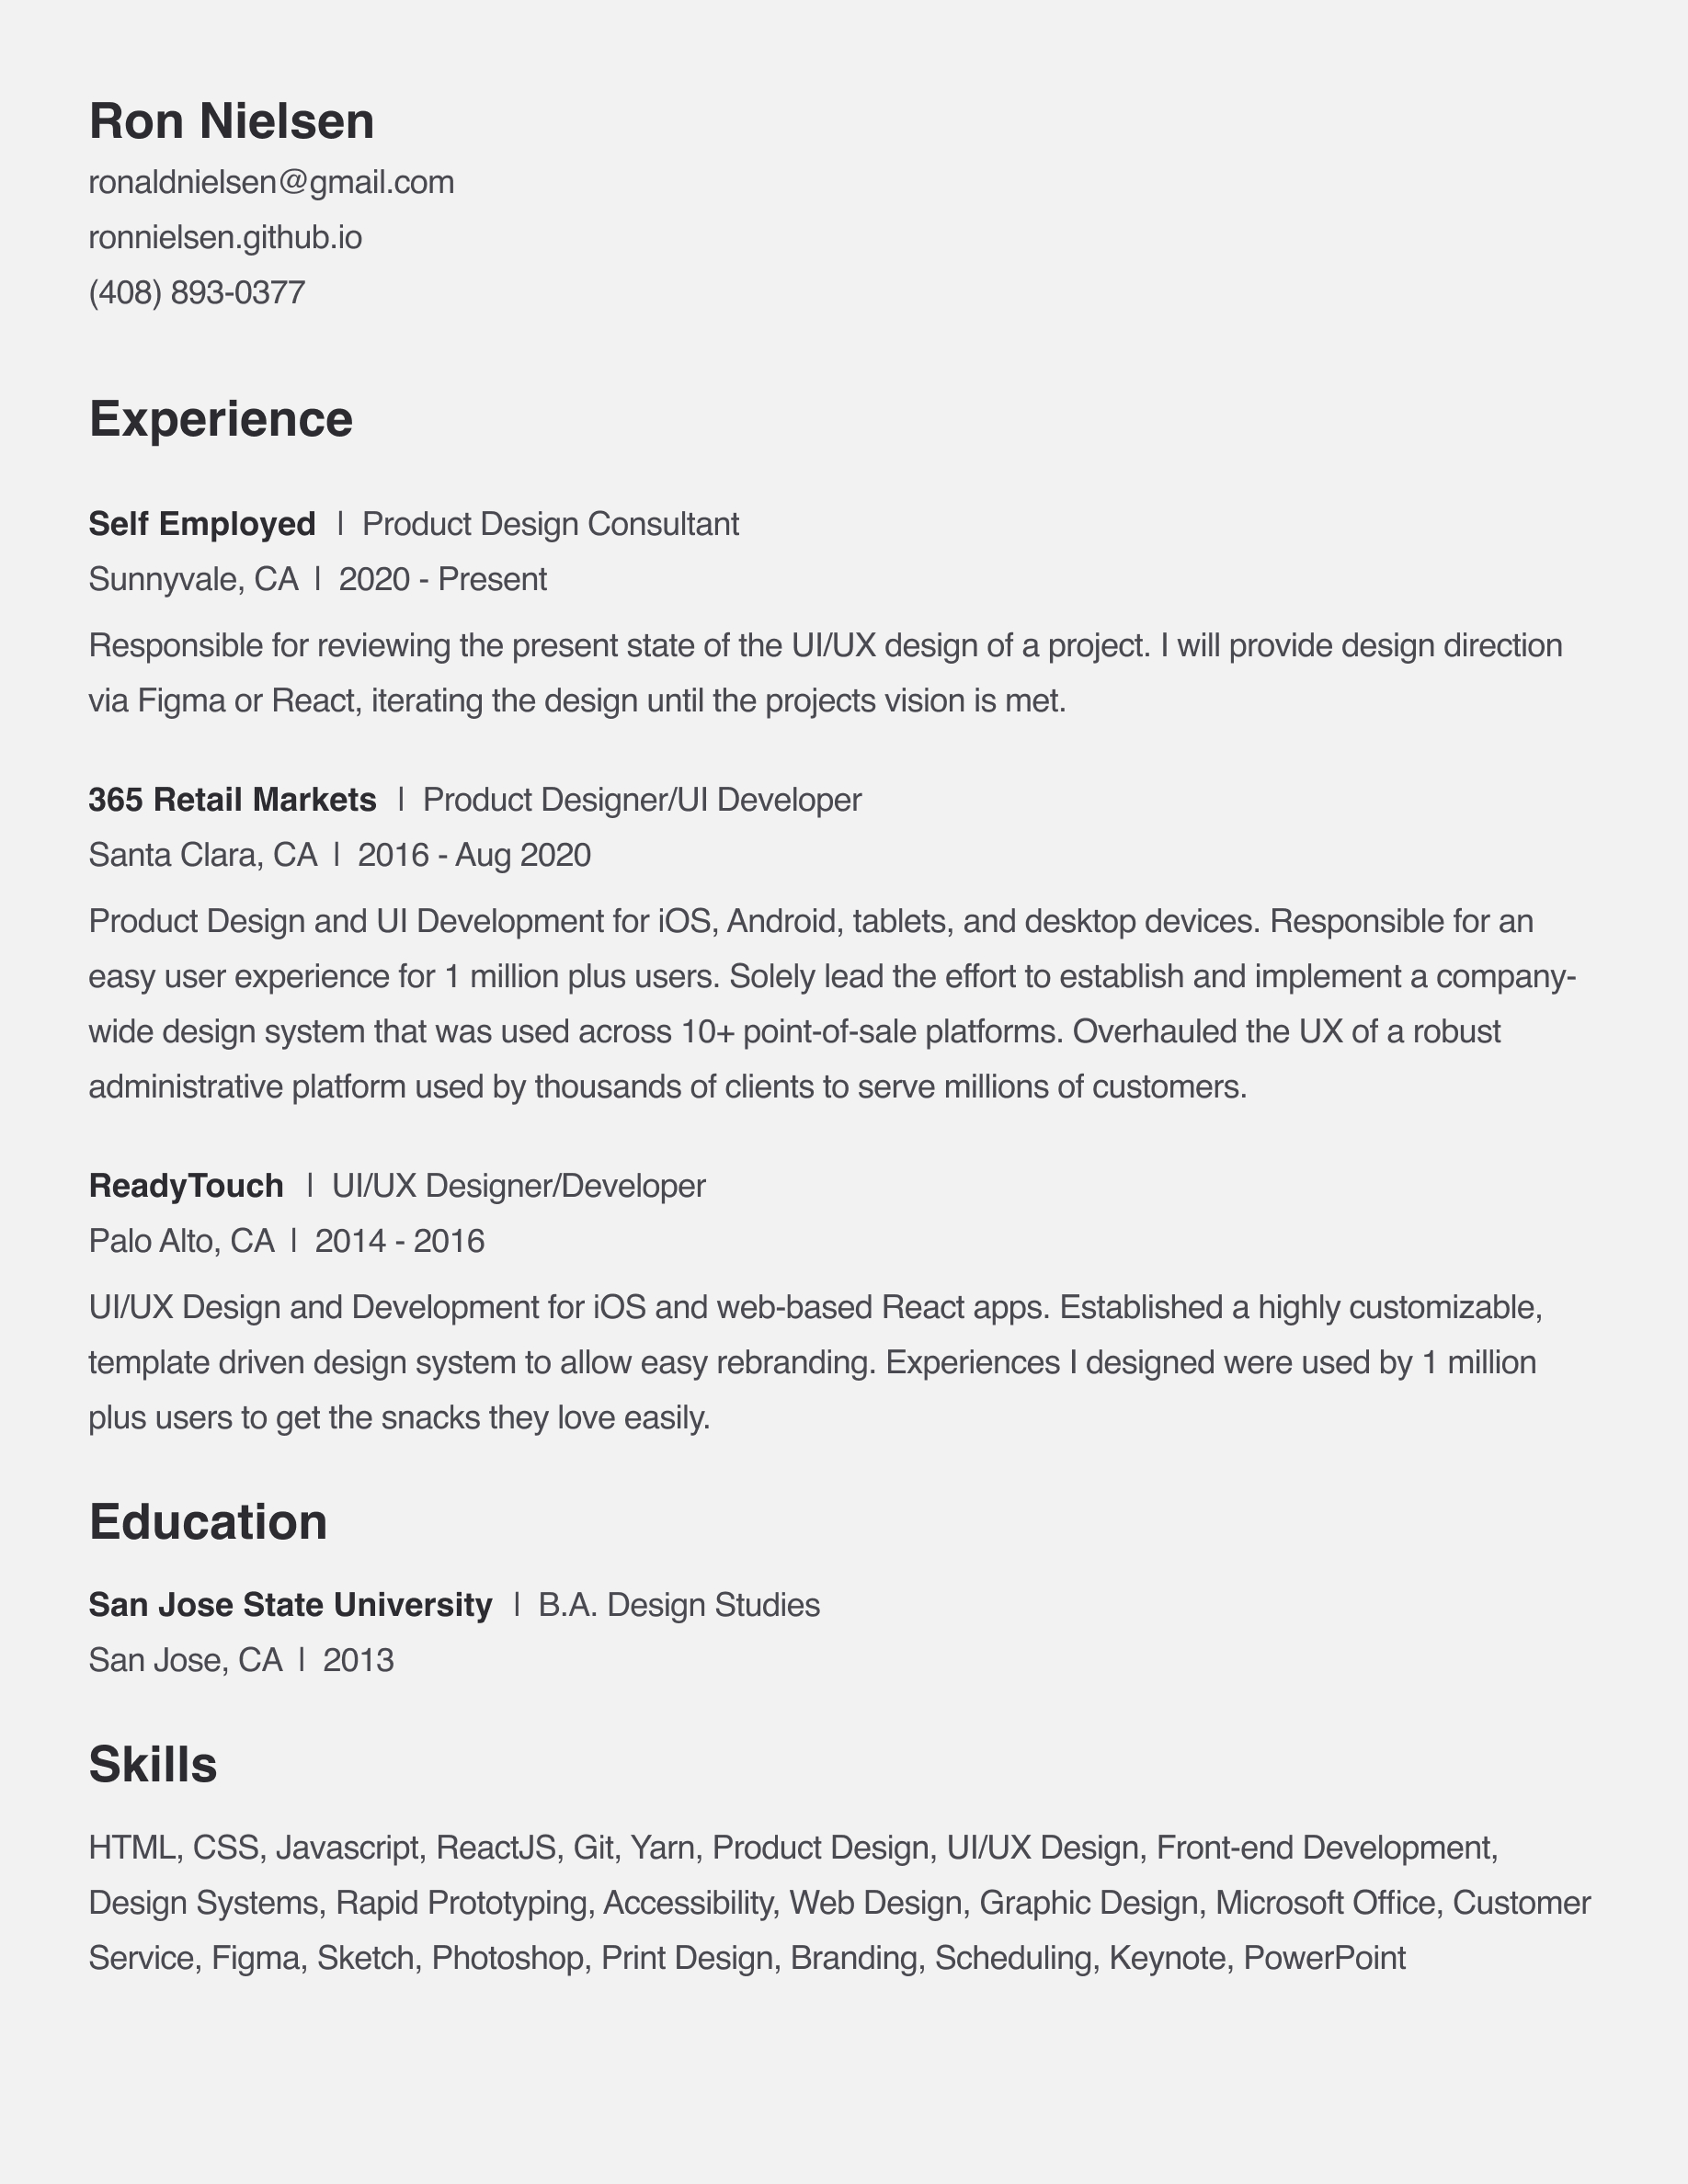 Ron Nielsen
ronaldnielsen@gmail.com
ronnielsen.github.io
(408) 893-0377
Experience
Self Employed | Product Design Consultant
Sunnyvale, CA | 2020 - Present
Responsible for reviewing the present state of the UI/UX design of a project. I will provide design direction
via Figma or React, iterating the design until the projects vision is met.
365 Retail Markets | Product Designer/UI Developer
Santa Clara, CA | 2016 - Aug 2020
Product Design and UI Development for iOS, Android, tablets, and desktop devices. Responsible for an
easy user experience for 1 million plus users. Solely lead the effort to establish and implement a company-
wide design system that was used across 10+ point-of-sale platforms. Overhauled the UX of a robust
administrative platform used by thousands of clients to serve millions of customers.
ReadyTouch | UI/UX Designer/Developer
Palo Alto, CA | 2014 - 2016
UI/UX Design and Development for iOS and web-based React apps. Established a highly customizable,
template driven design system to allow easy rebranding. Experiences I designed were used by 1 million
plus users to get the snacks they love easily.
Education
San Jose State University | B.A. Design Studies
San Jose, CA | 2013
Skills
HTML, CSS, Javascript, ReactJS, Git, Yarn, Product Design, UI/UX Design, Front-end Development,
Design Systems, Rapid Prototyping, Accessibility, Web Design, Graphic Design, Microsoft Office, Customer
Service, Figma, Sketch, Photoshop, Print Design, Branding, Scheduling, Keynote, PowerPoint